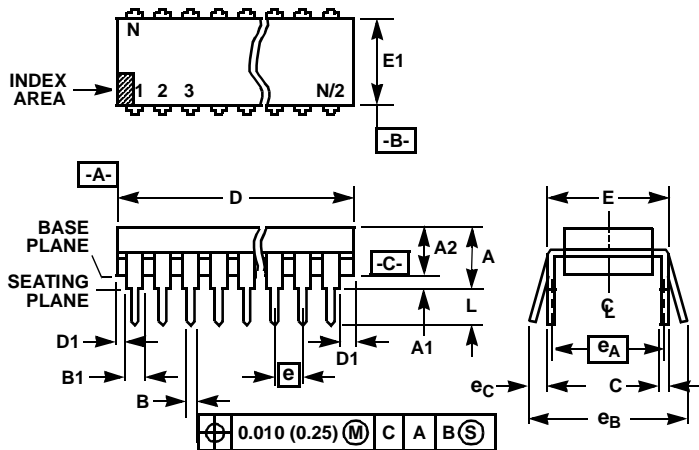 N
E1
INDEX
AREA
1 2 3 N/2
-B-
-A-
D
E
BASE
PLANE
A2
A
-C-
SEATING
PLANE
L
C
L
D1
A1
D1
eA
B1
e
eC
C
B
eB
0.010 (0.25) M C A B S